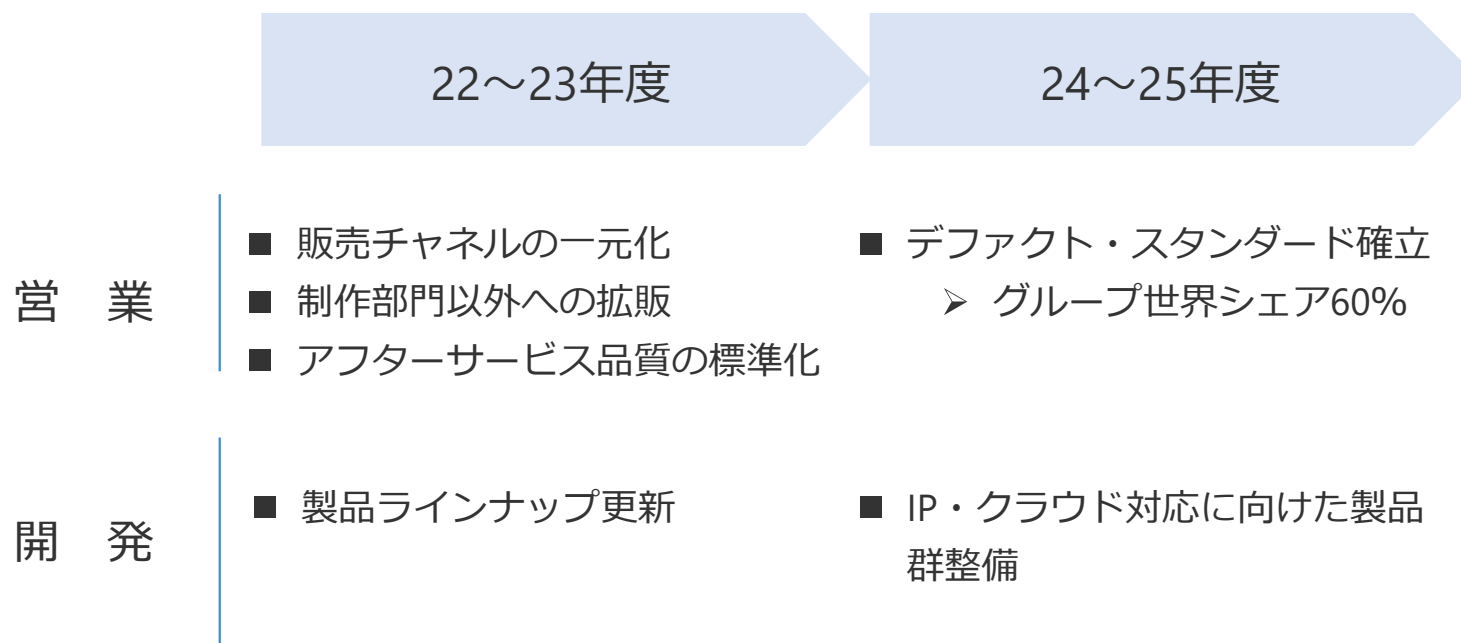 22～23年度
24～25年度
営　業
■ 販売チャネルの一元化
■ 制作部門以外への拡販
■ アフターサービス品質の標準化
■ デファクト・スタンダード確立
➢ グループ世界シェア60%
開　発
■ 製品ラインナップ更新
■ IP・クラウド対応に向けた製品
群整備